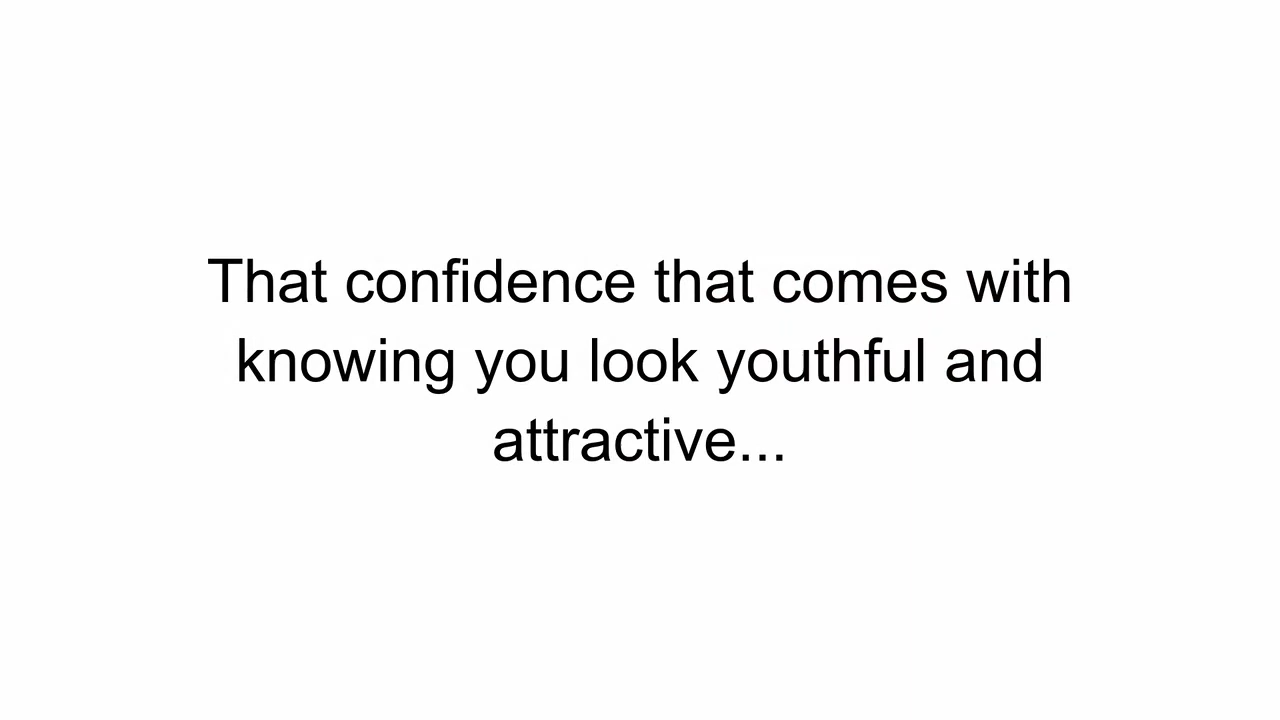 That confidence that comes with
knowing you look youthful and
attractive...